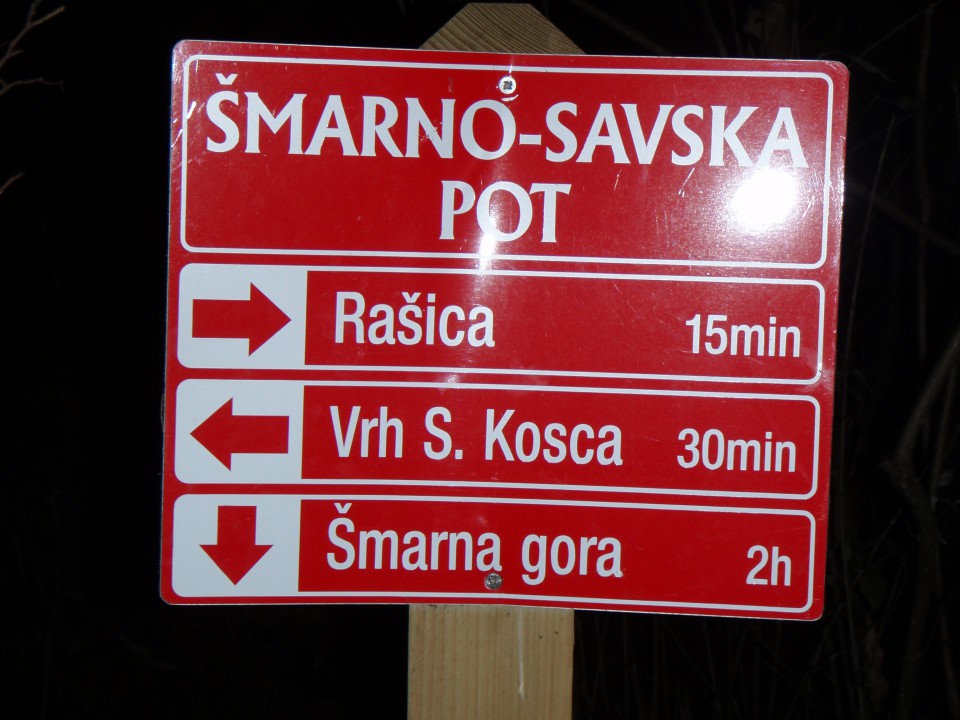 ŠMARNO-SAVSKA
POT
Rašica 15min
Vrh S. Kosca 30min
Šmarna gora 2h